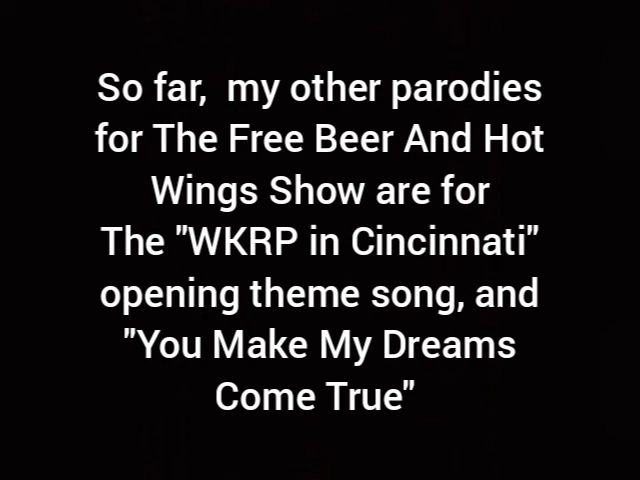 So far,  my other parodies
for The Free Beer And Hot
Wings Show are for
The "WKRP in Cincinnati"
opening theme song, and
"You Make My Dreams
Come True"